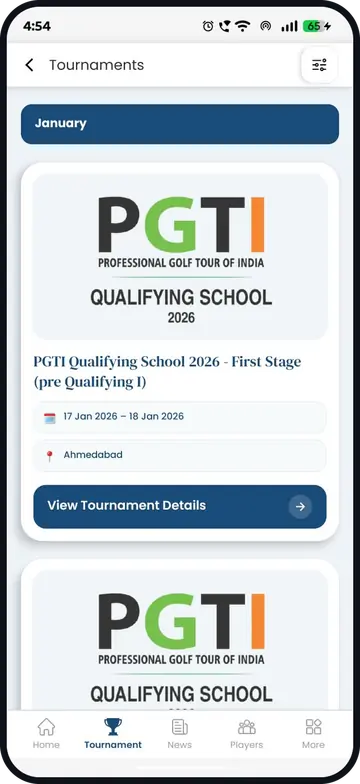 4:54
65
Tournaments
January
PGTI
PROFESSIONAL GOLF TOUR OF INDIA
QUALIFYING SCHOOL
2026
PGTI Qualifying School 2026 - First Stage
(pre Qualifying I)
17 Jan 2026 – 18 Jan 2026
Ahmedabad
View Tournament Details
PGTI
PROFESSIONAL GOLF TOUR OF INDIA
QUALIFYING SCHOOL
Home
Tournament
News
Players
More